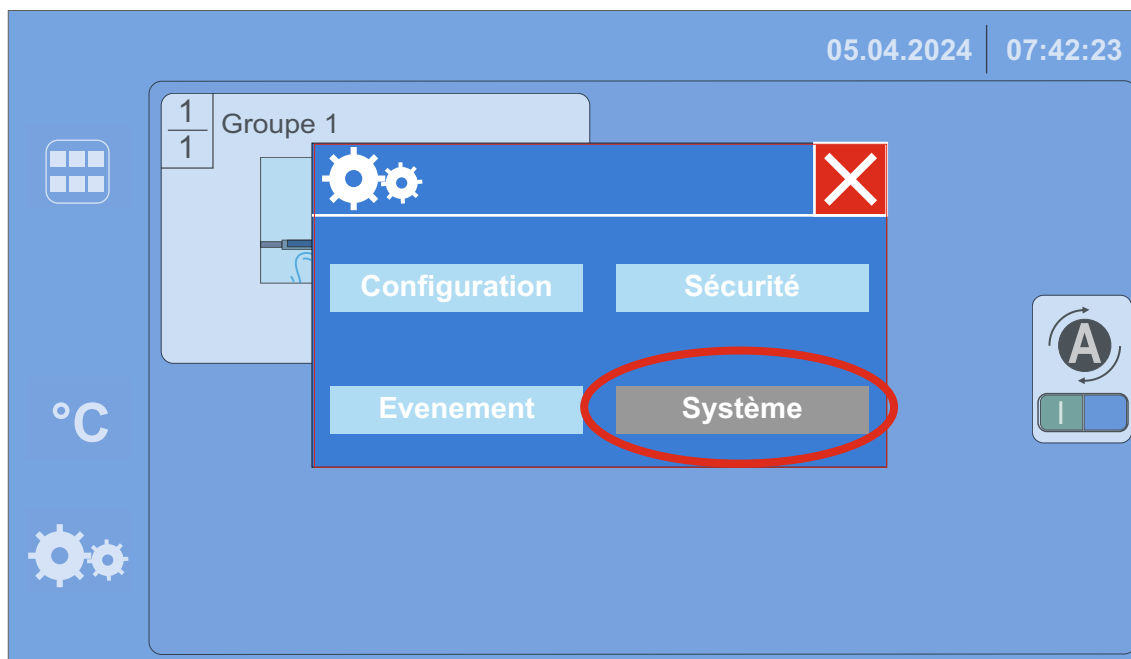 05.04.2024 07:42:23
1
1
Groupe 1
Configuration
Sécurité
Evenement
Système
A
I
°C